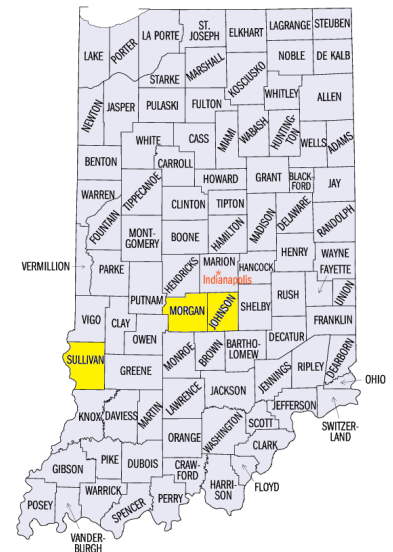 LAGRANGE
STEUBEN
ST.
JOSEPH
ELKHART
LA PORTE
PORTER
LAKE
NOBLE
DE KALB
MARSHALL
KOSCIUSKO
STARKE
WHITLEY
ALLEN
NEWTON
JASPER
PULASKI
FULTON
MIAMI
WABASH
HUNTING-
TON
WELLS
ADAMS
WHITE
CASS
BENTON
CARROLL
HOWARD
GRANT
BLACK-
FORD
JAY
WARREN
TIPPECANOE
CLINTON
TIPTON
DELAWARE
RANDOLPH
FOUNTAIN
MONT-
GOMERY
BOONE
HAMILTON
MADISON
HENRY
WAYNE
FAYETTE
VERMILLION
PARKE
HENDRICKS
MARION
Indianapolis
HANCOCK
RUSH
UNION
PUTNAM
MORGAN
JOHNSON
SHELBY
FRANKLIN
VIGO
CLAY
OWEN
DECATUR
MONROE
BROWN
BARTHO-
LOMEW
DEARBORN
RIPLEY
SULLIVAN
GREENE
JENNINGS
OHIO
LAWRENCE
JACKSON
JEFFERSON
SWITZER-
LAND
KNOX
DAVIESS
MARTIN
WASHINGTON
SCOTT
ORANGE
CLARK
GIBSON
PIKE
DUBOIS
CRAW-
FORD
HARRI-
SON
FLOYD
POSEY
WARRICK
SPENCER
PERRY
VANDER-
BURGH